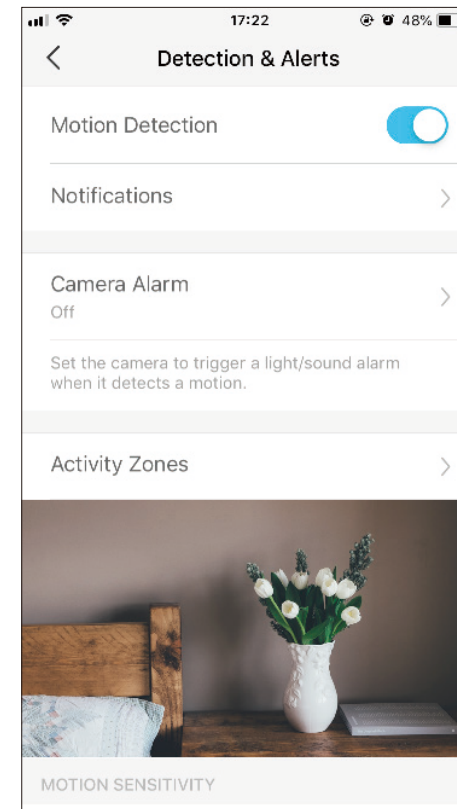 17:22
48%
Detection & Alerts
Motion Detection
Notifications
Camera Alarm
Off
Set the camera to trigger a light/sound alarm
when it detects a motion.
Activity Zones
MOTION SENSITIVITY